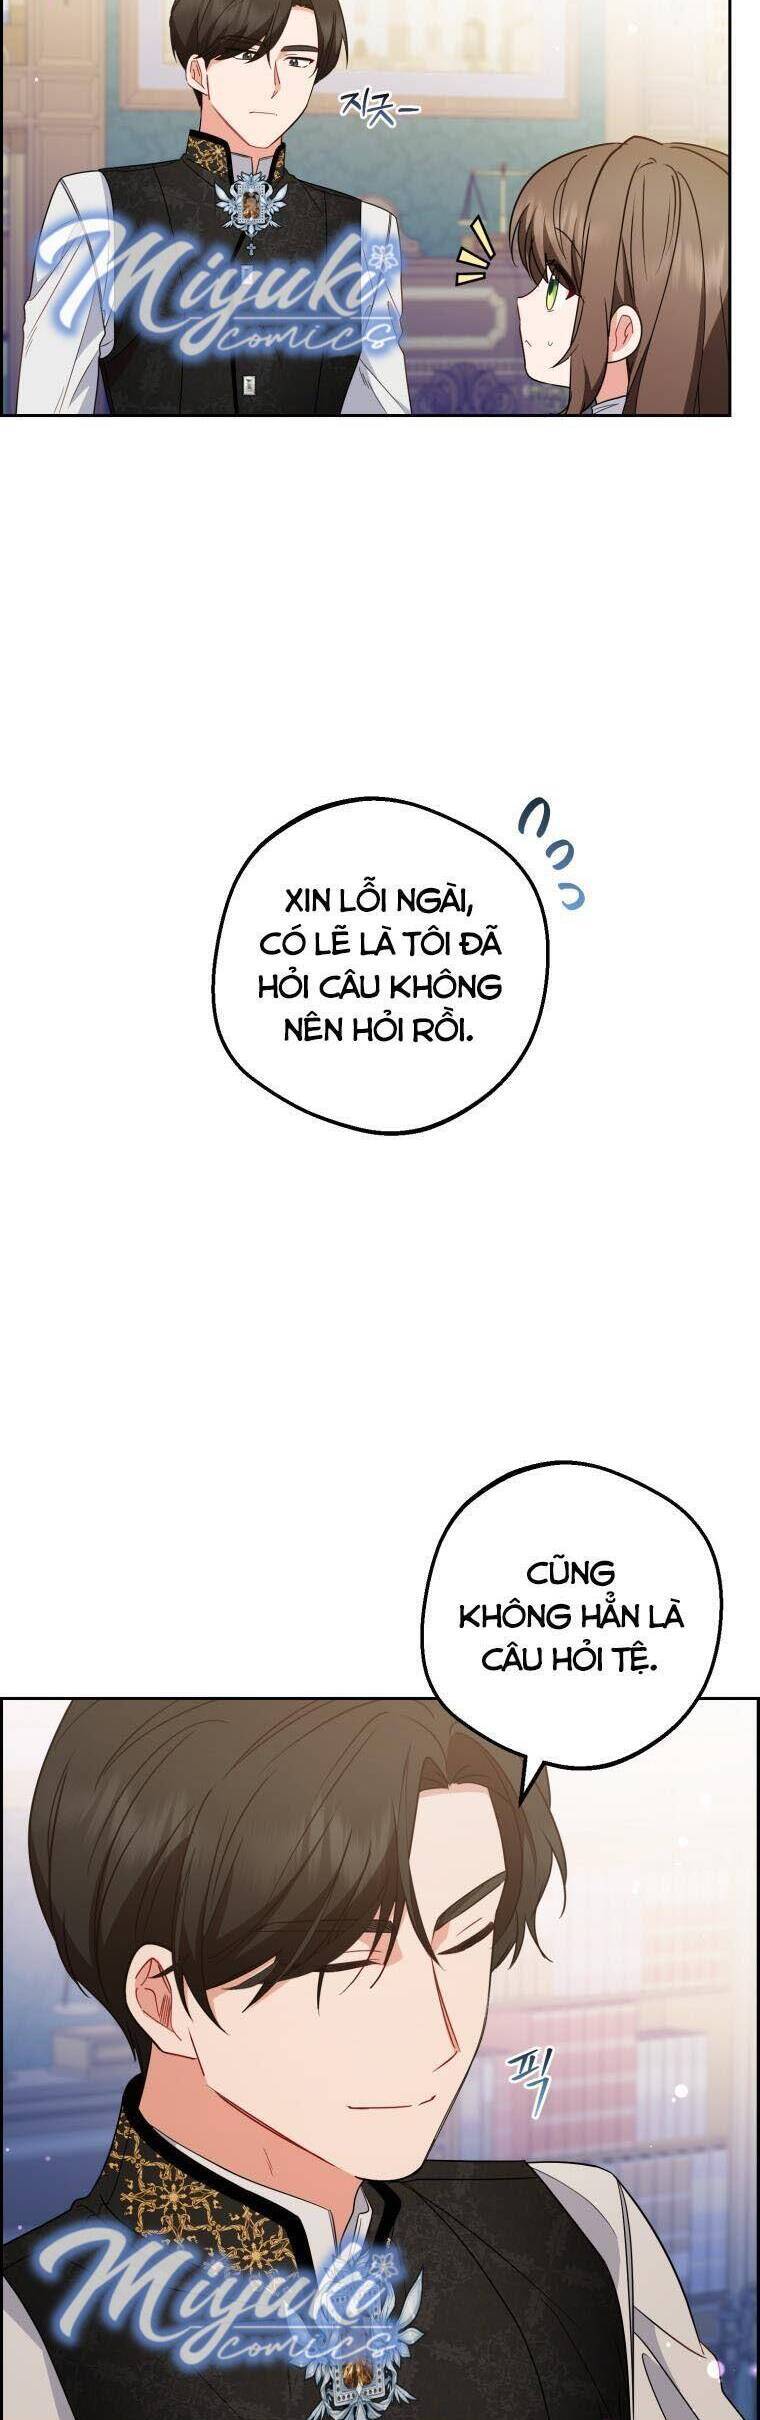 지긋-
Miyuki
comics
XIN LỖI NGÀI,
CÓ LẼ LÀ TÔI ĐÃ
HỎI CÂU KHÔNG
NÊN HỎI RỒI.
CŨNG
KHÔNG HẲN LÀ
CÂU HỎI TỆ.
픽
Miyuki
comics